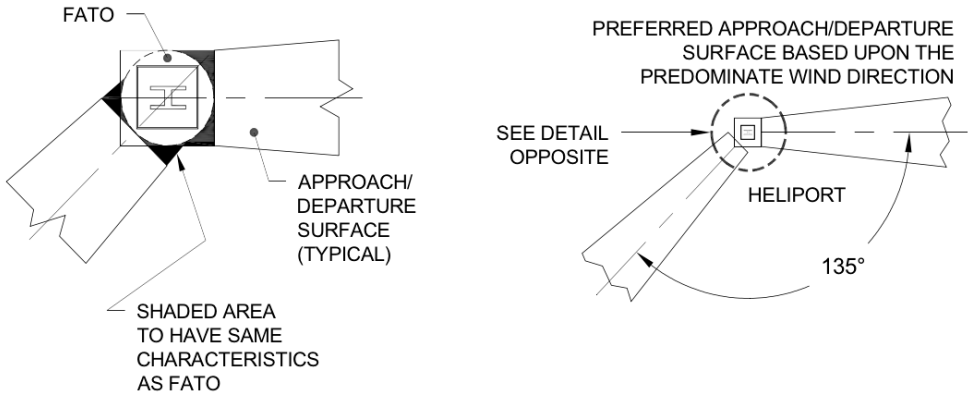 FATO
APPROACH/
DEPARTURE
SURFACE
(TYPICAL)
SHADED AREA
TO HAVE SAME
CHARACTERISTICS
AS FATO
PREFERRED APPROACH/DEPARTURE
SURFACE BASED UPON THE
PREDOMINATE WIND DIRECTION
SEE DETAIL
OPPOSITE
HELIPORT
135°
H